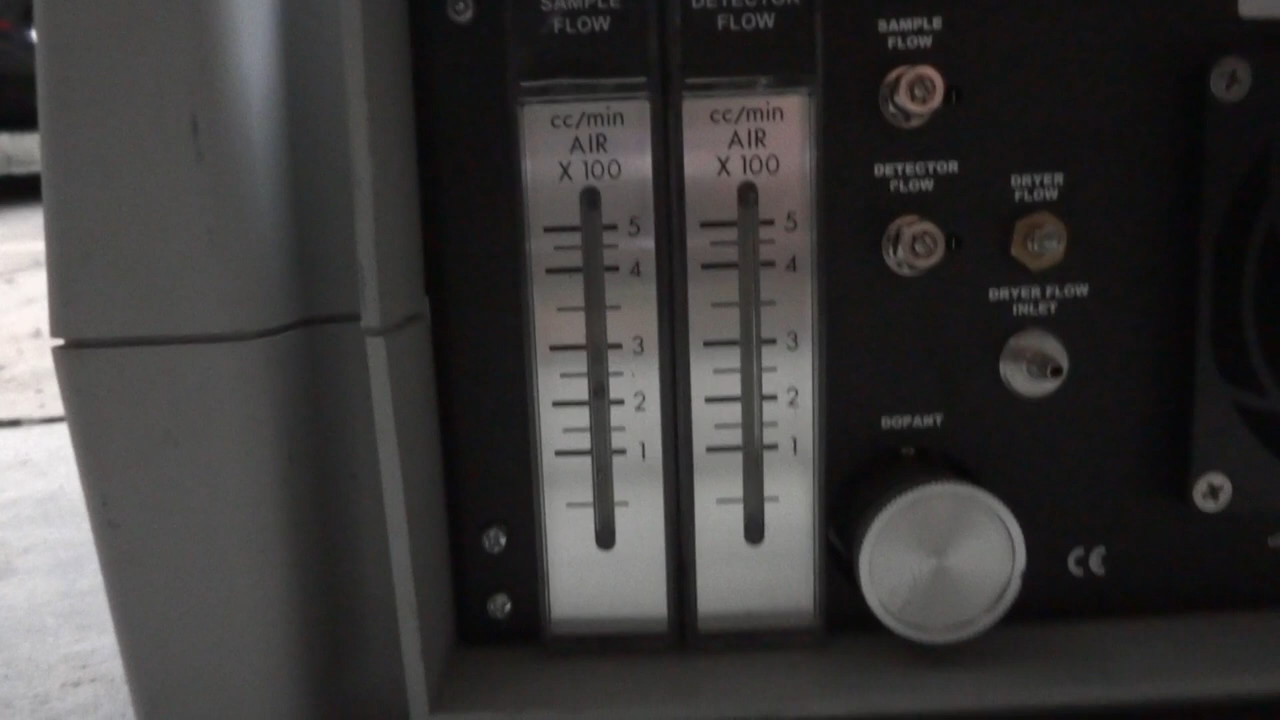 SAMPLE
FLOW
cc/min
AIR
X 100
5
4
3
2
1
DETECTOR
FLOW
cc/min
AIR
X 100
5
4
3
2
1
SAMPLE
FLOW
DETECTOR
FLOW
DRYER
FLOW
DRYER FLOW
INLET
DOPANT
CE